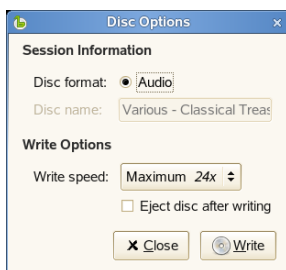 Disc Options
Session Information
Disc format: Audio
Disc name: Various - Classical Treas
Write Options
Write speed: Maximum 24x
Eject disc after writing
Close Write